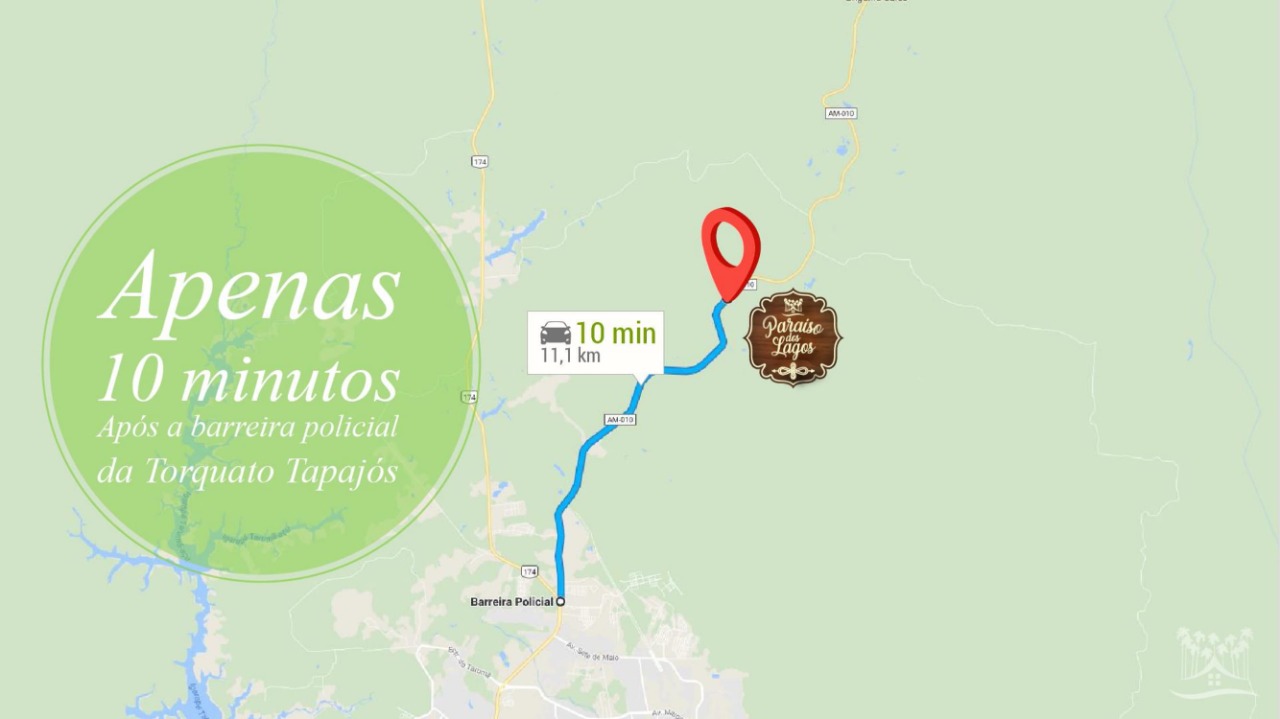 AM-010
174
Apenas
10 minutos
Após a barreira policial
da Torquato Tapajós
10 min
11,1 km
Paraíso
dos
Lagos
174
AM-010
174
Barreira Policial
Av. Sete de Maio